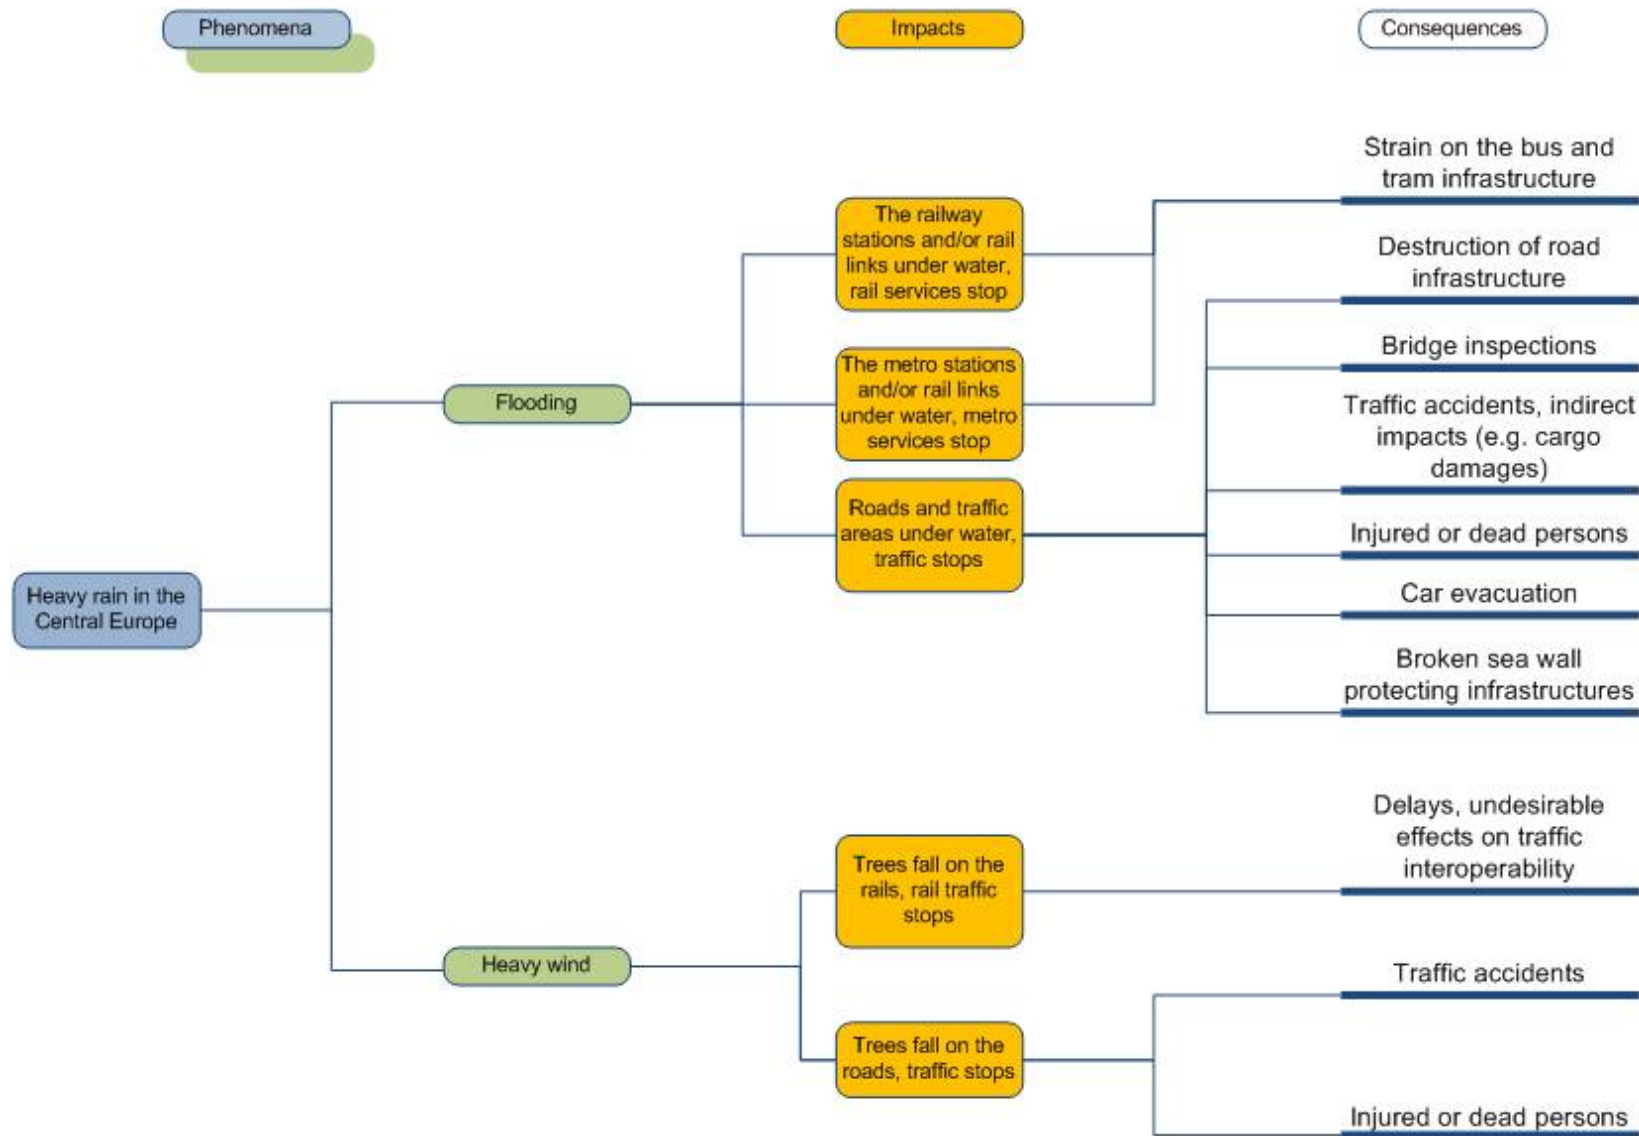 Phenomena
Impacts
Consequences
Strain on the bus and
tram infrastructure
The railway
stations and/or rail
links under water,
rail services stop
Destruction of road
infrastructure
Bridge inspections
The metro stations
and/or rail links
under water, metro
services stop
Flooding
Traffic accidents, indirect
impacts (e.g. cargo
damages)
Roads and traffic
areas under water,
traffic stops
Injured or dead persons
Heavy rain in the
Central Europe
Car evacuation
Broken sea wall
protecting infrastructures
Delays, undesirable
effects on traffic
interoperability
Trees fall on the
rails, rail traffic
stops
Heavy wind
Traffic accidents
Trees fall on the
roads, traffic stops
Injured or dead persons